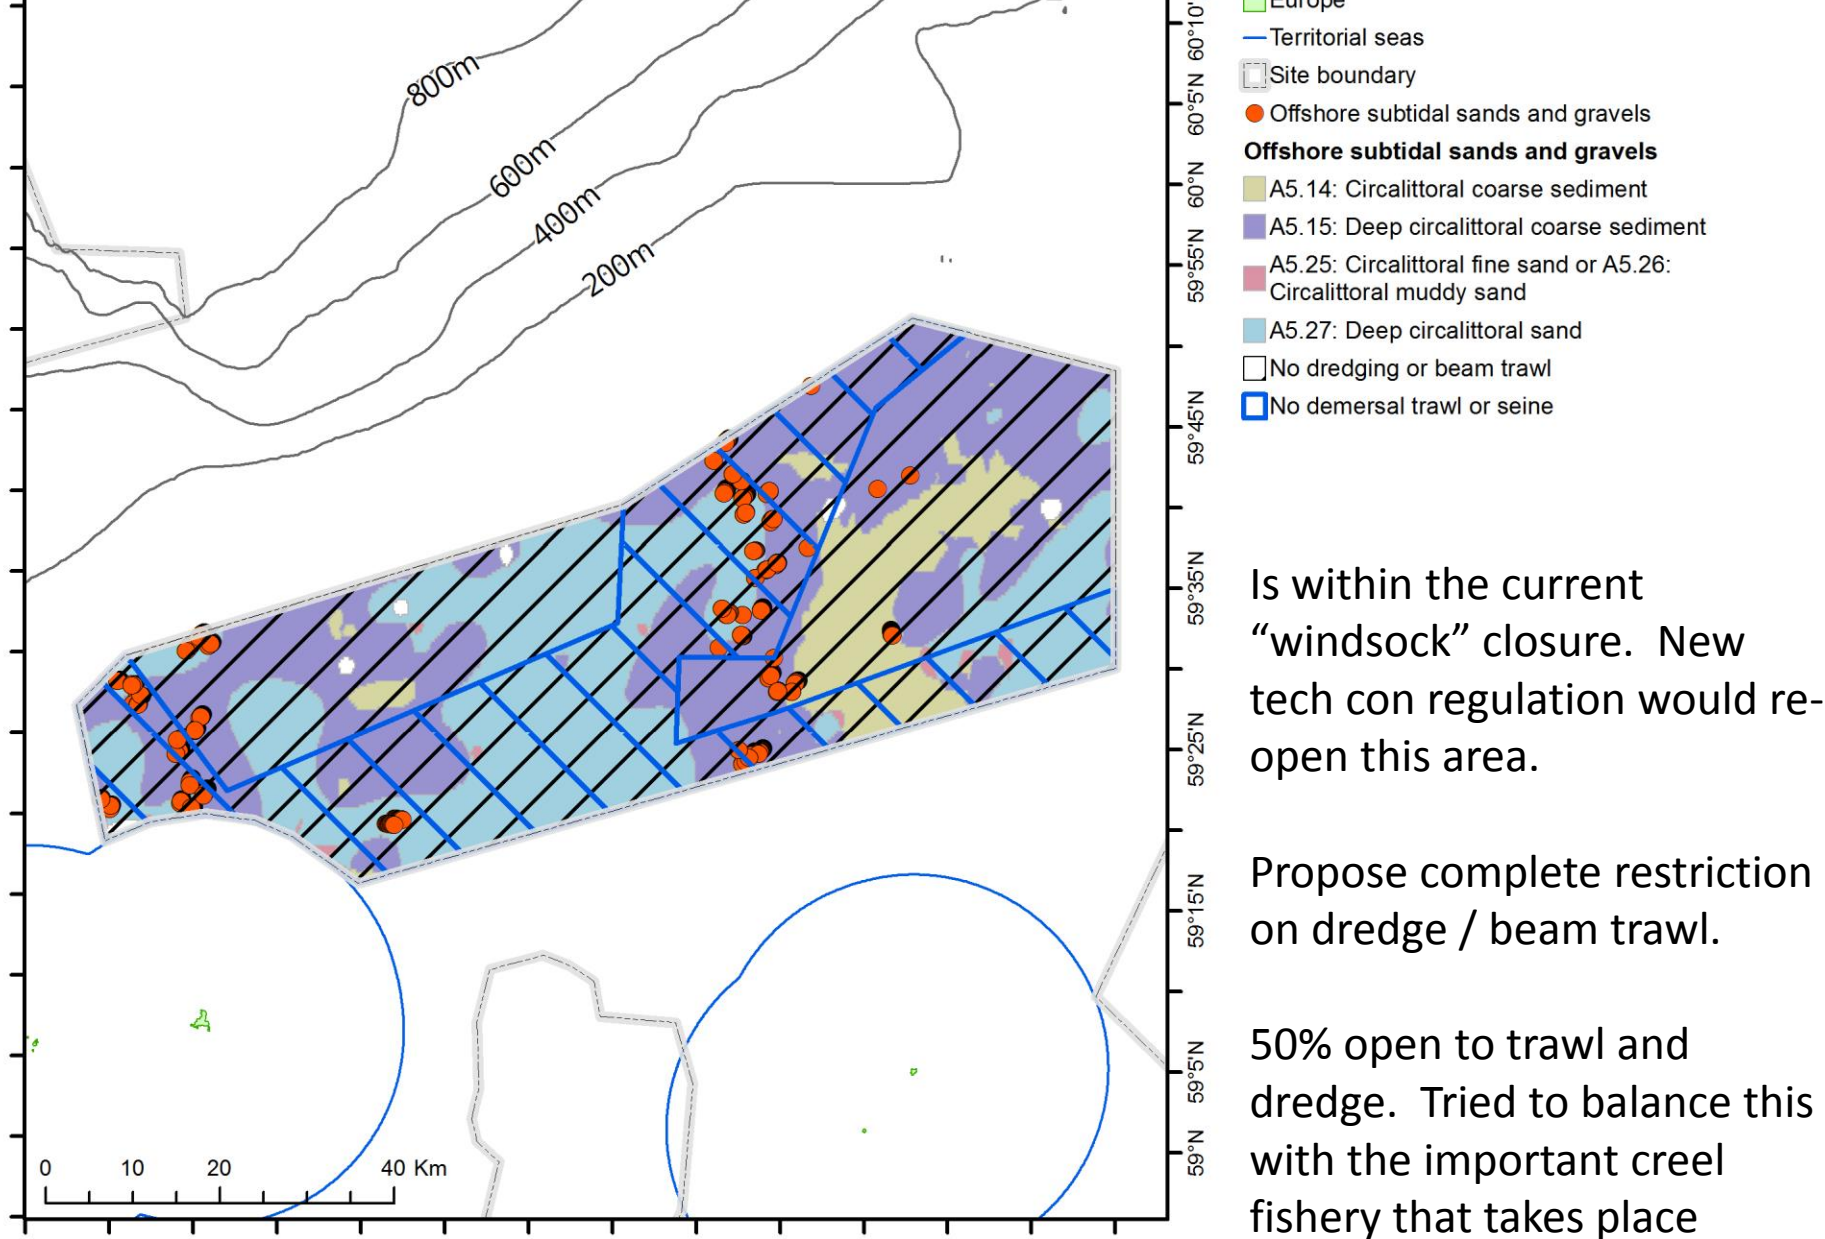 800m
600m
400m
200m
60°10'
60°5'N
60°N
59°55'N
59°45'N
59°35'N
59°25'N
59°15'N
59°5'N
59°N
0 10 20 40 Km
Europe
Territorial seas
Site boundary
Offshore subtidal sands and gravels
Offshore subtidal sands and gravels
A5.14: Circalittoral coarse sediment
A5.15: Deep circalittoral coarse sediment
A5.25: Circalittoral fine sand or A5.26:
Circalittoral muddy sand
A5.27: Deep circalittoral sand
No dredging or beam trawl
No demersal trawl or seine
Is within the current
“windsock” closure. New
tech con regulation would re-
open this area.
Propose complete restriction
on dredge / beam trawl.
50% open to trawl and
dredge. Tried to balance this
with the important creel
fishery that takes place